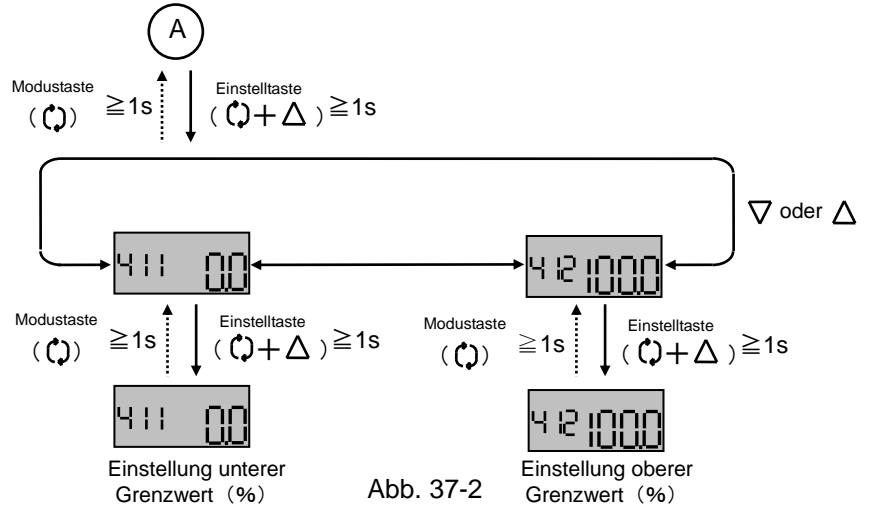 A
Modustaste
( ) ≧1s
Einstelltaste
( + △ ) ≧1s
▽ oder △
411 0.0
412 100.0
Modustaste
( ) ≧1s
Einstelltaste
( + △ ) ≧1s
Modustaste
( ) ≧1s
Einstelltaste
( + △ ) ≧1s
411 0.0
412 100.0
Einstellung unterer
Grenzwert (%)
Abb. 37-2
Einstellung oberer
Grenzwert (%)